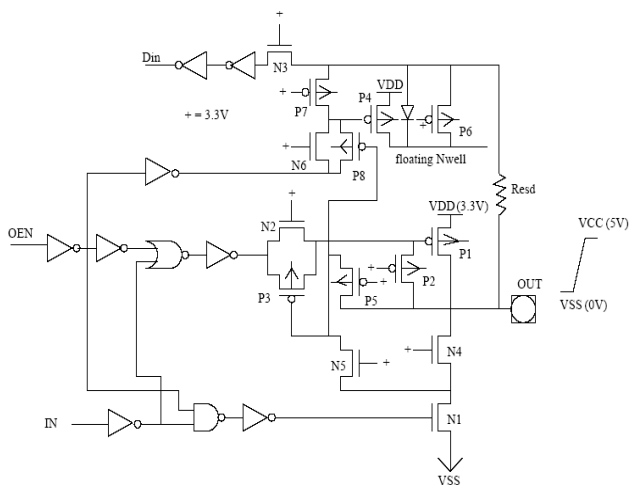 +
Din
N3
VDD
+
P4
+
P7
P6
+ = 3.3V
+
N6
P8
floating Nwell
+
Resd
N2
VDD (3.3V)
VCC (5V)
OEN
P1
+
P2
OUT
+
P3
P5
VSS (0V)
+
N4
N5
+
IN
N1
VSS